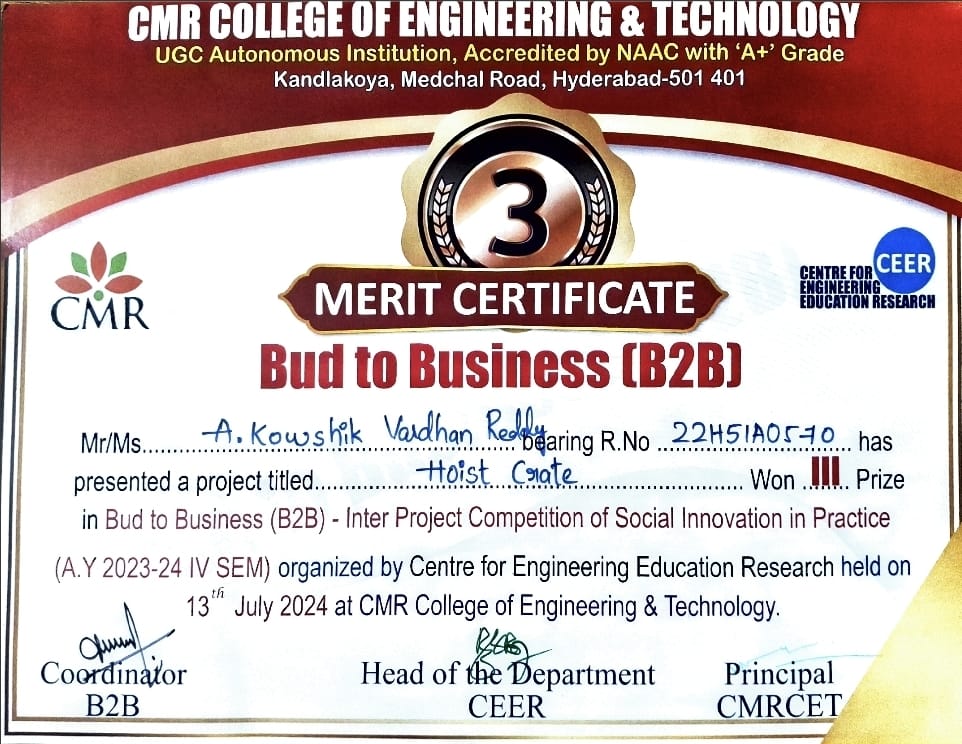 CMR COLLEGE OF ENGINEERING & TECHNOLOGY
UGC Autonomous Institution, Accredited by NAAC with ‘A+’ Grade
Kandlakoya, Medchal Road, Hyderabad-501 401
3
CMR
CEER
CENTRE FOR
ENGINEERING
EDUCATION RESEARCH
MERIT CERTIFICATE
Bud to Business (B2B)
Mr/Ms.....A.Kowshik Vardhan Reddy bearing R.No .....22H51A0570... has
presented a project titled.....Hoist Crate..... Won ..III.. Prize
in Bud to Business (B2B) - Inter Project Competition of Social Innovation in Practice
(A.Y 2023-24 IV SEM) organized by Centre for Engineering Education Research held on
13th July 2024 at CMR College of Engineering & Technology.
Coordinator
B2B
Head of the Department
CEER
Principal
CMRCET